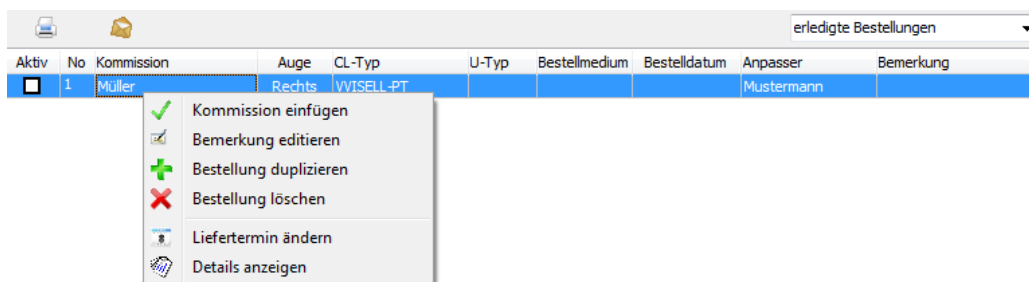 erledigte Bestellungen
Aktiv No Kommission Auge CL-Typ U-Typ Bestellmedium Bestelldatum Anpasser Bemerkung
1 Müller Rechts VVISELL-PT Mustermann
Kommission einfügen
Bemerkung editieren
Bestellung duplizieren
Bestellung löschen
Liefertermin ändern
Details anzeigen